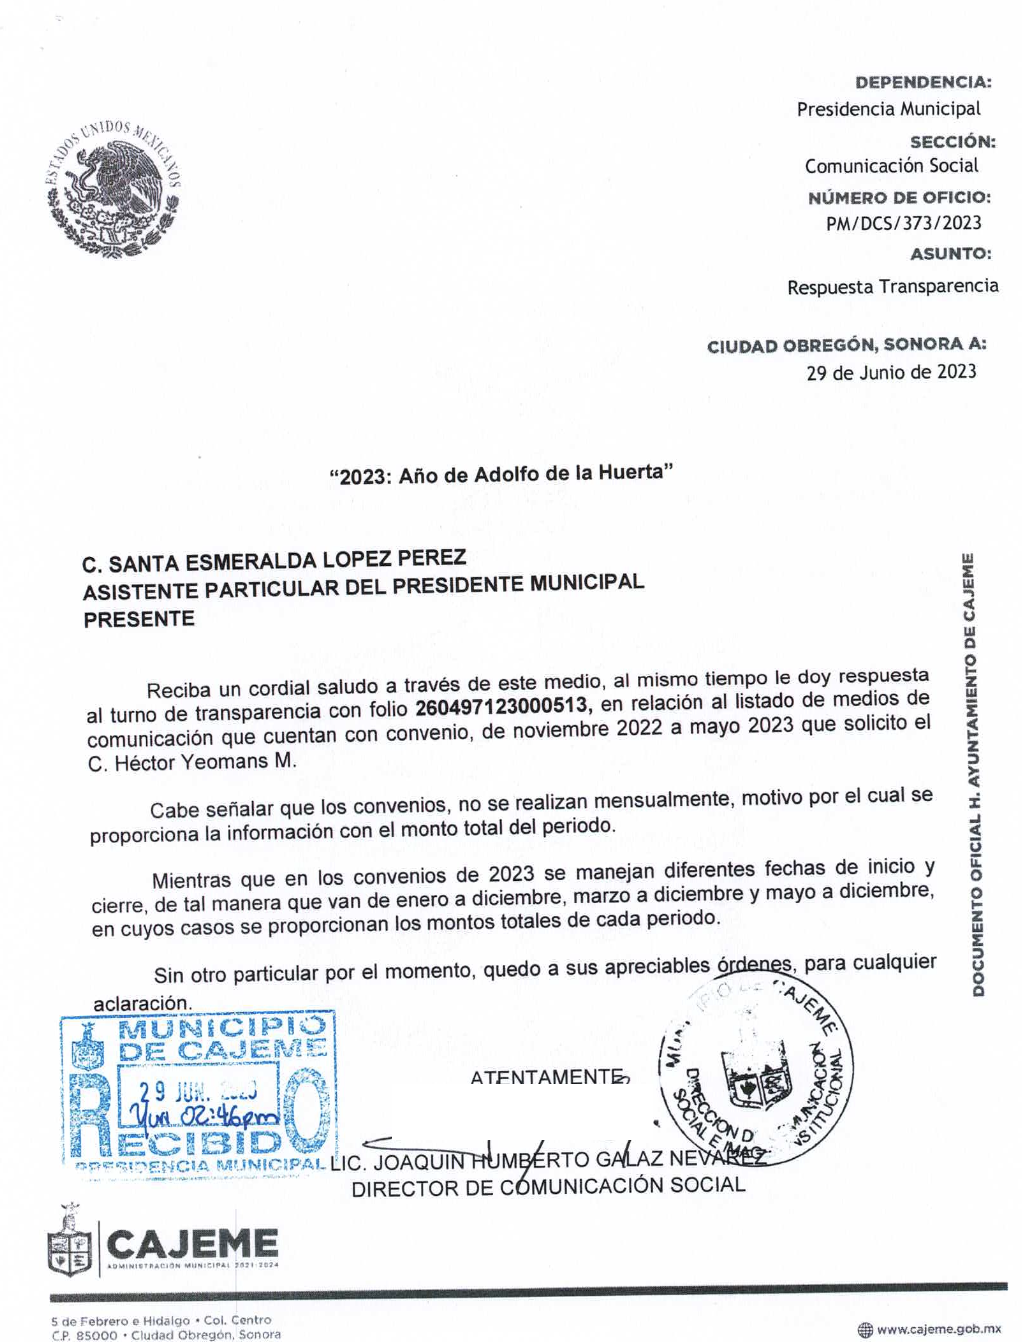 ESTADOS UNIDOS MEXICANOS
DEPENDENCIA:
Presidencia Municipal
SECCIÓN:
Comunicación Social
NÚMERO DE OFICIO:
PM/DCS/373/2023
ASUNTO:
Respuesta Transparencia
CIUDAD OBREGÓN, SONORA A:
29 de Junio de 2023
“2023: Año de Adolfo de la Huerta”
C. SANTA ESMERALDA LOPEZ PEREZ
ASISTENTE PARTICULAR DEL PRESIDENTE MUNICIPAL
PRESENTE
Reciba un cordial saludo a través de este medio, al mismo tiempo le doy respuesta
al turno de transparencia con folio 260497123000513, en relación al listado de medios de
comunicación que cuentan con convenio, de noviembre 2022 a mayo 2023 que solicito el
C. Héctor Yeomans M.
Cabe señalar que los convenios, no se realizan mensualmente, motivo por el cual se
proporciona la información con el monto total del periodo.
Mientras que en los convenios de 2023 se manejan diferentes fechas de inicio y
cierre, de tal manera que van de enero a diciembre, marzo a diciembre y mayo a diciembre,
en cuyos casos se proporcionan los montos totales de cada periodo.
Sin otro particular por el momento, quedo a sus apreciables órdenes, para cualquier
aclaración.
DOCUMENTO OFICIAL H. AYUNTAMIENTO DE CAJEME
MUNICIPIO
DE CAJEME
29 JUN.
02:46pm
RECIBIDO
PRESIDENCIA MUNICIPAL
ATENTAMENTE
DE CAJEME
SOCIAL E
LIC. JOAQUIN HUMBERTO GALAZ NEVAREZ
DIRECTOR DE COMUNICACIÓN SOCIAL
CAJEME
ADMINISTRACIÓN MUNICIPAL 2021-2024
5 de Febrero e Hidalgo • Col. Centro
C.P. 85000 • Ciudad Obregón, Sonora
www.cajeme.gob.mx